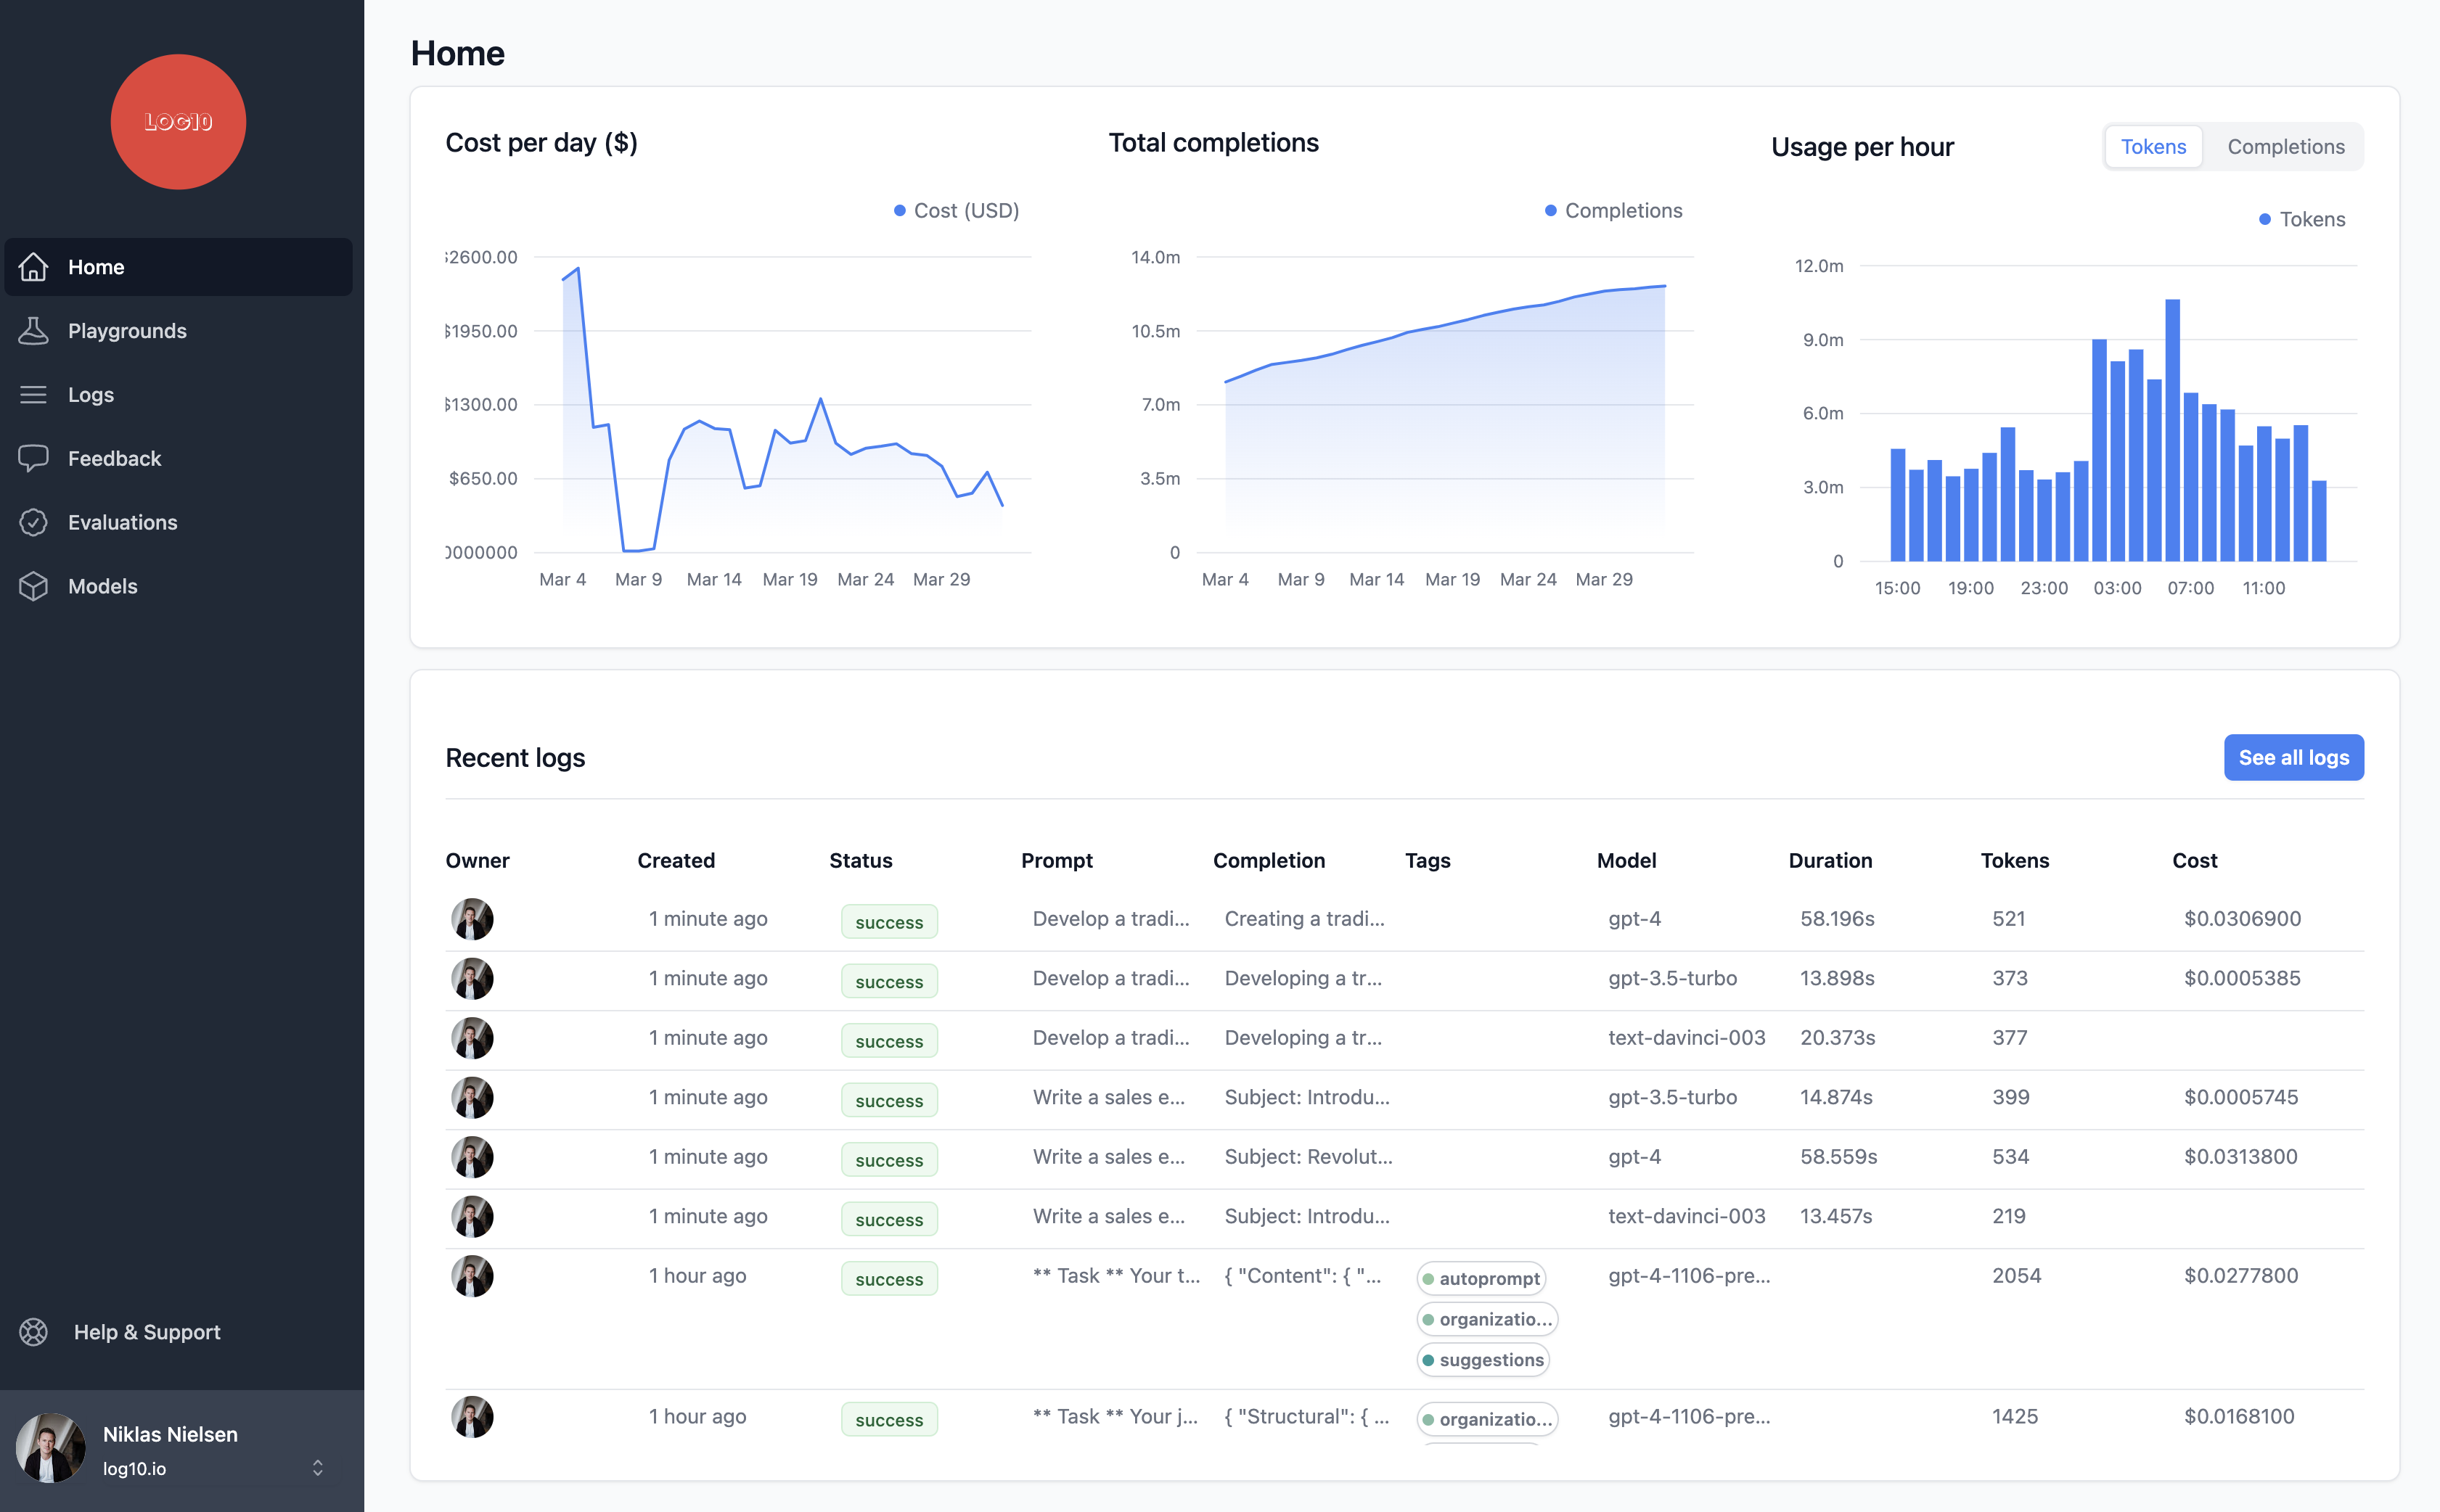 LOG10
Home
Playgrounds
Logs
Feedback
Evaluations
Models
Help & Support
Niklas Nielsen
log10.io
Home
Cost per day ($)
Cost (USD)
$2600.00
$1950.00
$1300.00
$650.00
0000000
Mar 4 Mar 9 Mar 14 Mar 19 Mar 24 Mar 29
Total completions
Completions
14.0m
10.5m
7.0m
3.5m
0
Mar 4 Mar 9 Mar 14 Mar 19 Mar 24 Mar 29
Usage per hour Tokens Completions
Tokens
12.0m
9.0m
6.0m
3.0m
0
15:00 19:00 23:00 03:00 07:00 11:00
Recent logs See all logs
Owner Created Status Prompt Completion Tags Model Duration Tokens Cost
1 minute ago success Develop a tradi... Creating a tradi... gpt-4 58.196s 521 $0.0306900
1 minute ago success Develop a tradi... Developing a tr... gpt-3.5-turbo 13.898s 373 $0.0005385
1 minute ago success Develop a tradi... Developing a tr... text-davinci-003 20.373s 377
1 minute ago success Write a sales e... Subject: Introdu... gpt-3.5-turbo 14.874s 399 $0.0005745
1 minute ago success Write a sales e... Subject: Revolut... gpt-4 58.559s 534 $0.0313800
1 minute ago success Write a sales e... Subject: Introdu... text-davinci-003 13.457s 219
1 hour ago success ** Task ** Your t... { "Content": { "... autoprompt gpt-4-1106-pre... 2054 $0.0277800
organizatio...
suggestions
1 hour ago success ** Task ** Your j... { "Structural": { ... organizatio... gpt-4-1106-pre... 1425 $0.0168100